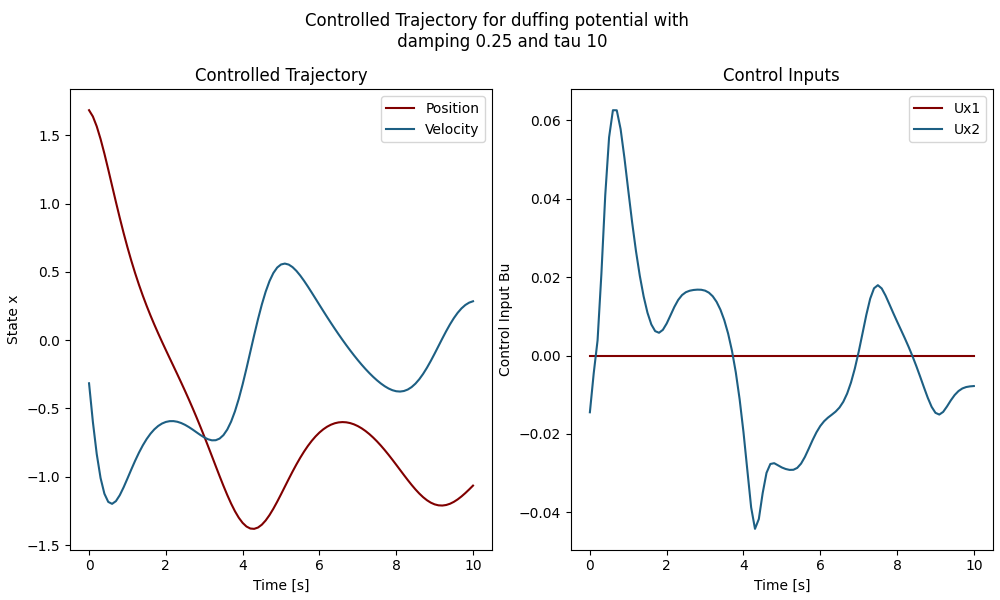 Controlled Trajectory for duffing potential with
damping 0.25 and tau 10
Controlled Trajectory
Position
Velocity
1.5
1.0
0.5
0.0
−0.5
−1.0
−1.5
State x
0 2 4 6 8 10
Time [s]
Control Inputs
Ux1
Ux2
0.06
0.04
0.02
0.00
−0.02
−0.04
Control Input Bu
0 2 4 6 8 10
Time [s]